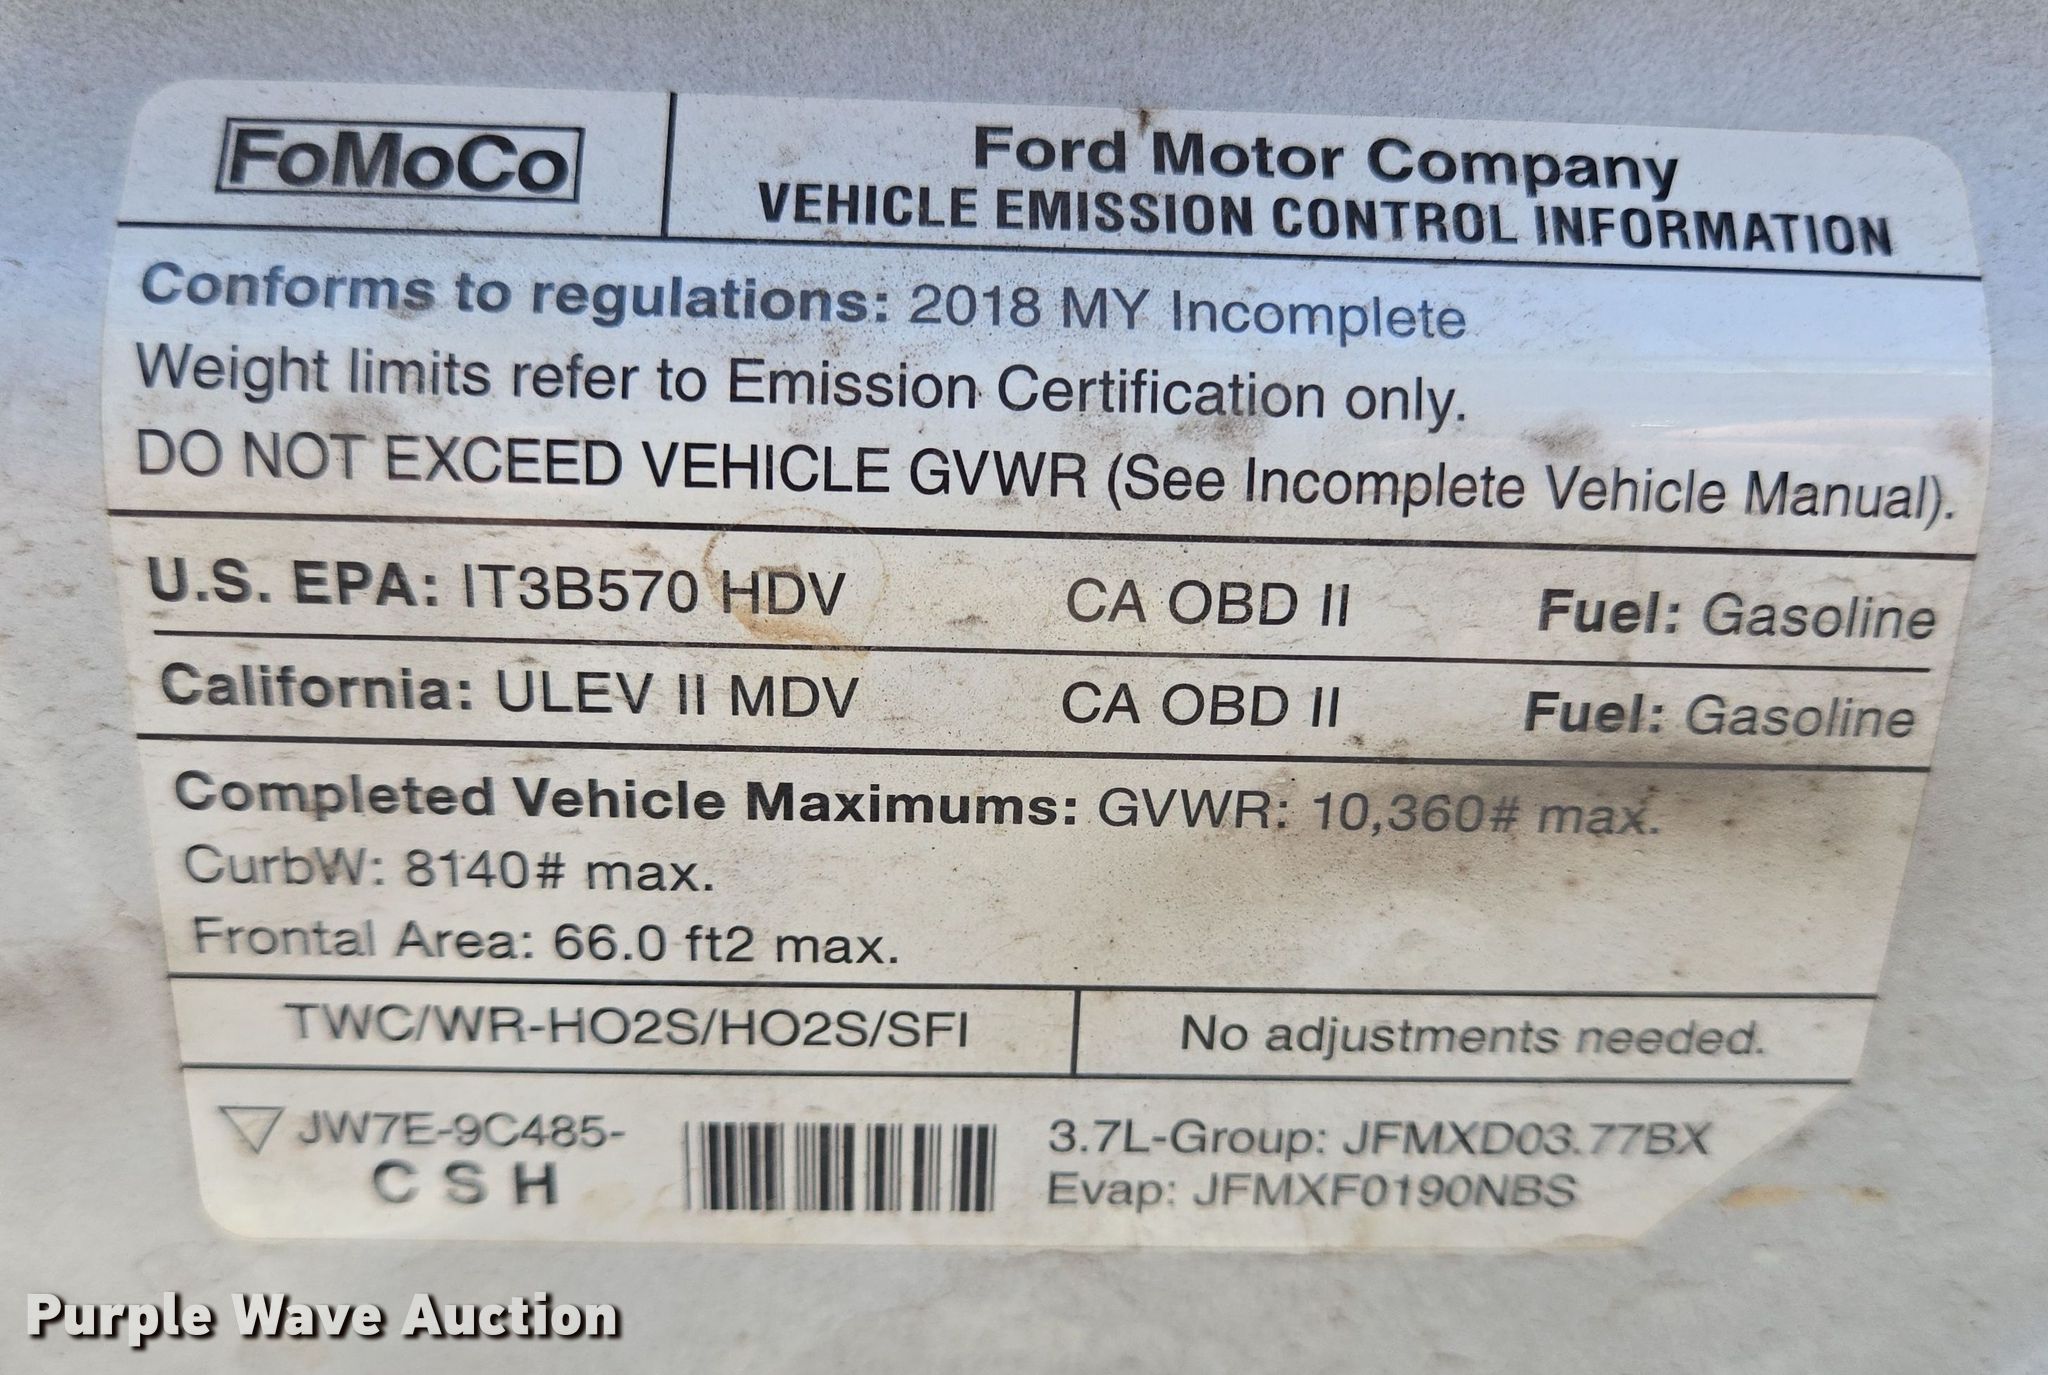 FoMoCo
Ford Motor Company
VEHICLE EMISSION CONTROL INFORMATION
Conforms to regulations: 2018 MY Incomplete
Weight limits refer to Emission Certification only.
DO NOT EXCEED VEHICLE GVWR (See Incomplete Vehicle Manual).
U.S. EPA: IT3B570 HDV CA OBD II Fuel: Gasoline
California: ULEV II MDV CA OBD II Fuel: Gasoline
Completed Vehicle Maximums: GVWR: 10,360# max.
CurbW: 8140# max.
Frontal Area: 66.0 ft2 max.
TWC/WR-HO2S/HO2S/SFI No adjustments needed.
JW7E-9C485-
C S H
3.7L-Group: JFMXD03.77BX
Evap: JFMXF0190NBS
Purple Wave Auction